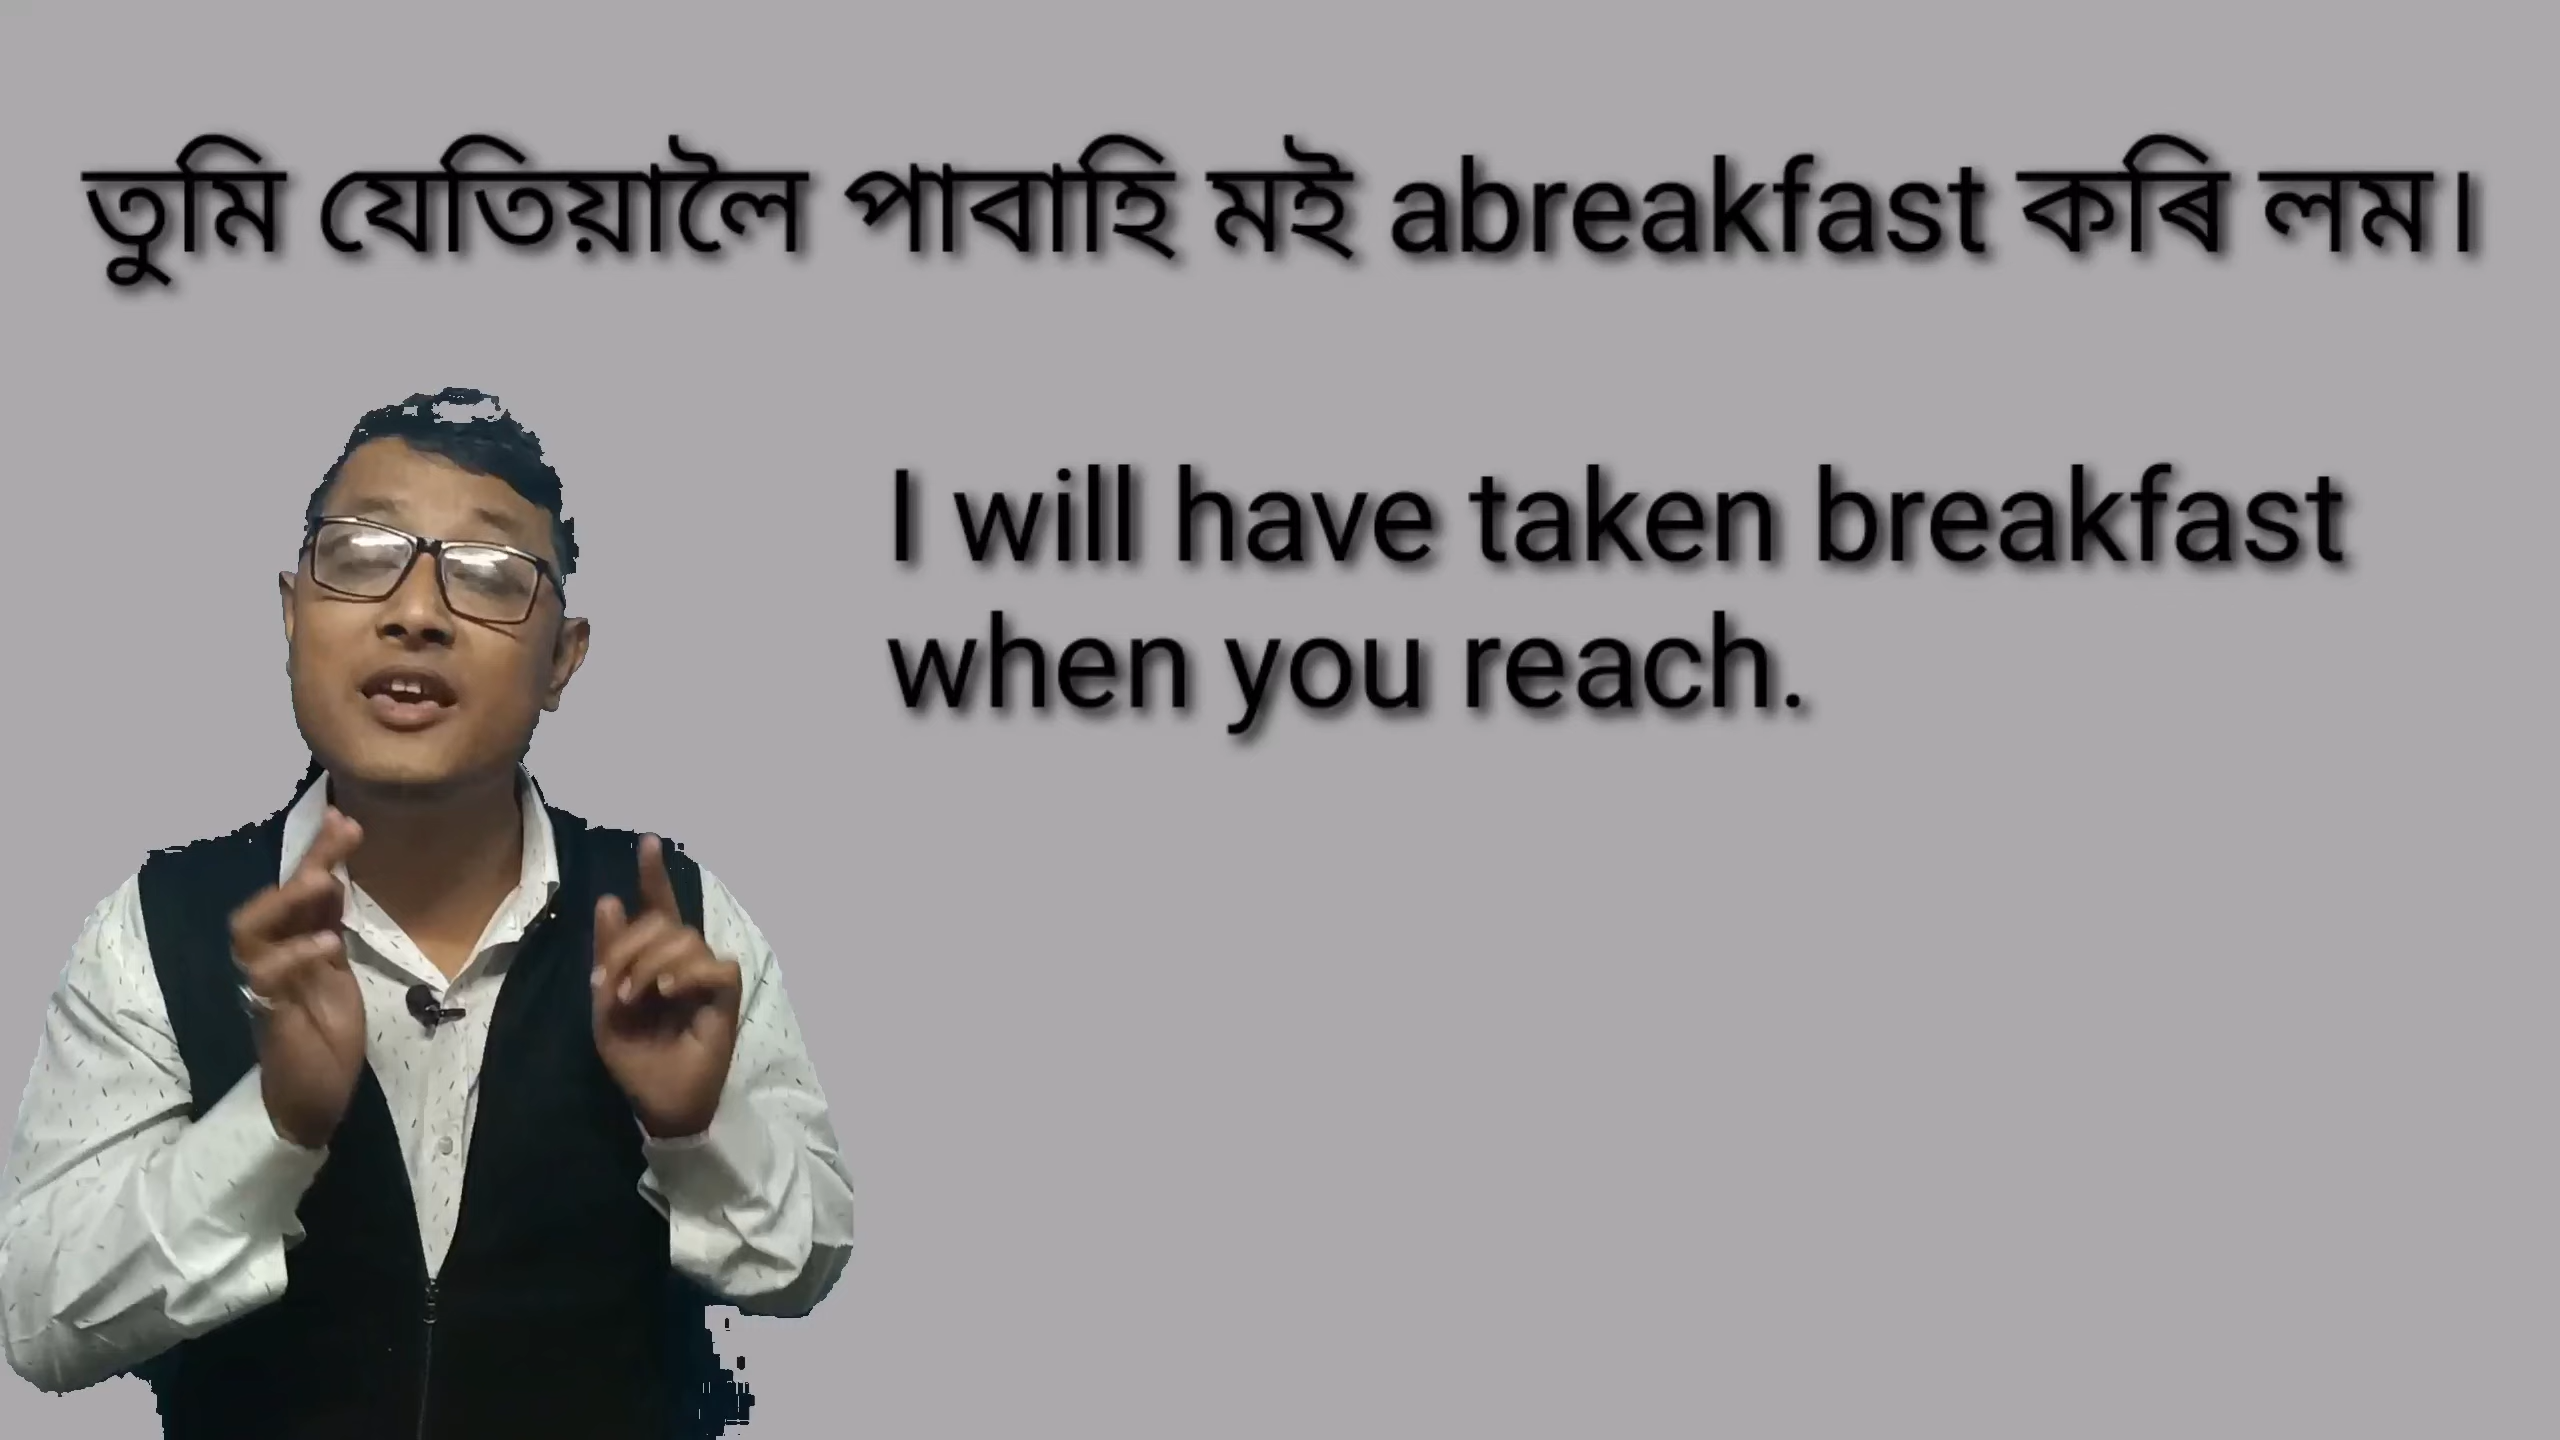 তুমি যেতিয়ালৈ পাবাহি মই abreakfast কৰি লম।
I will have taken breakfast
when you reach.